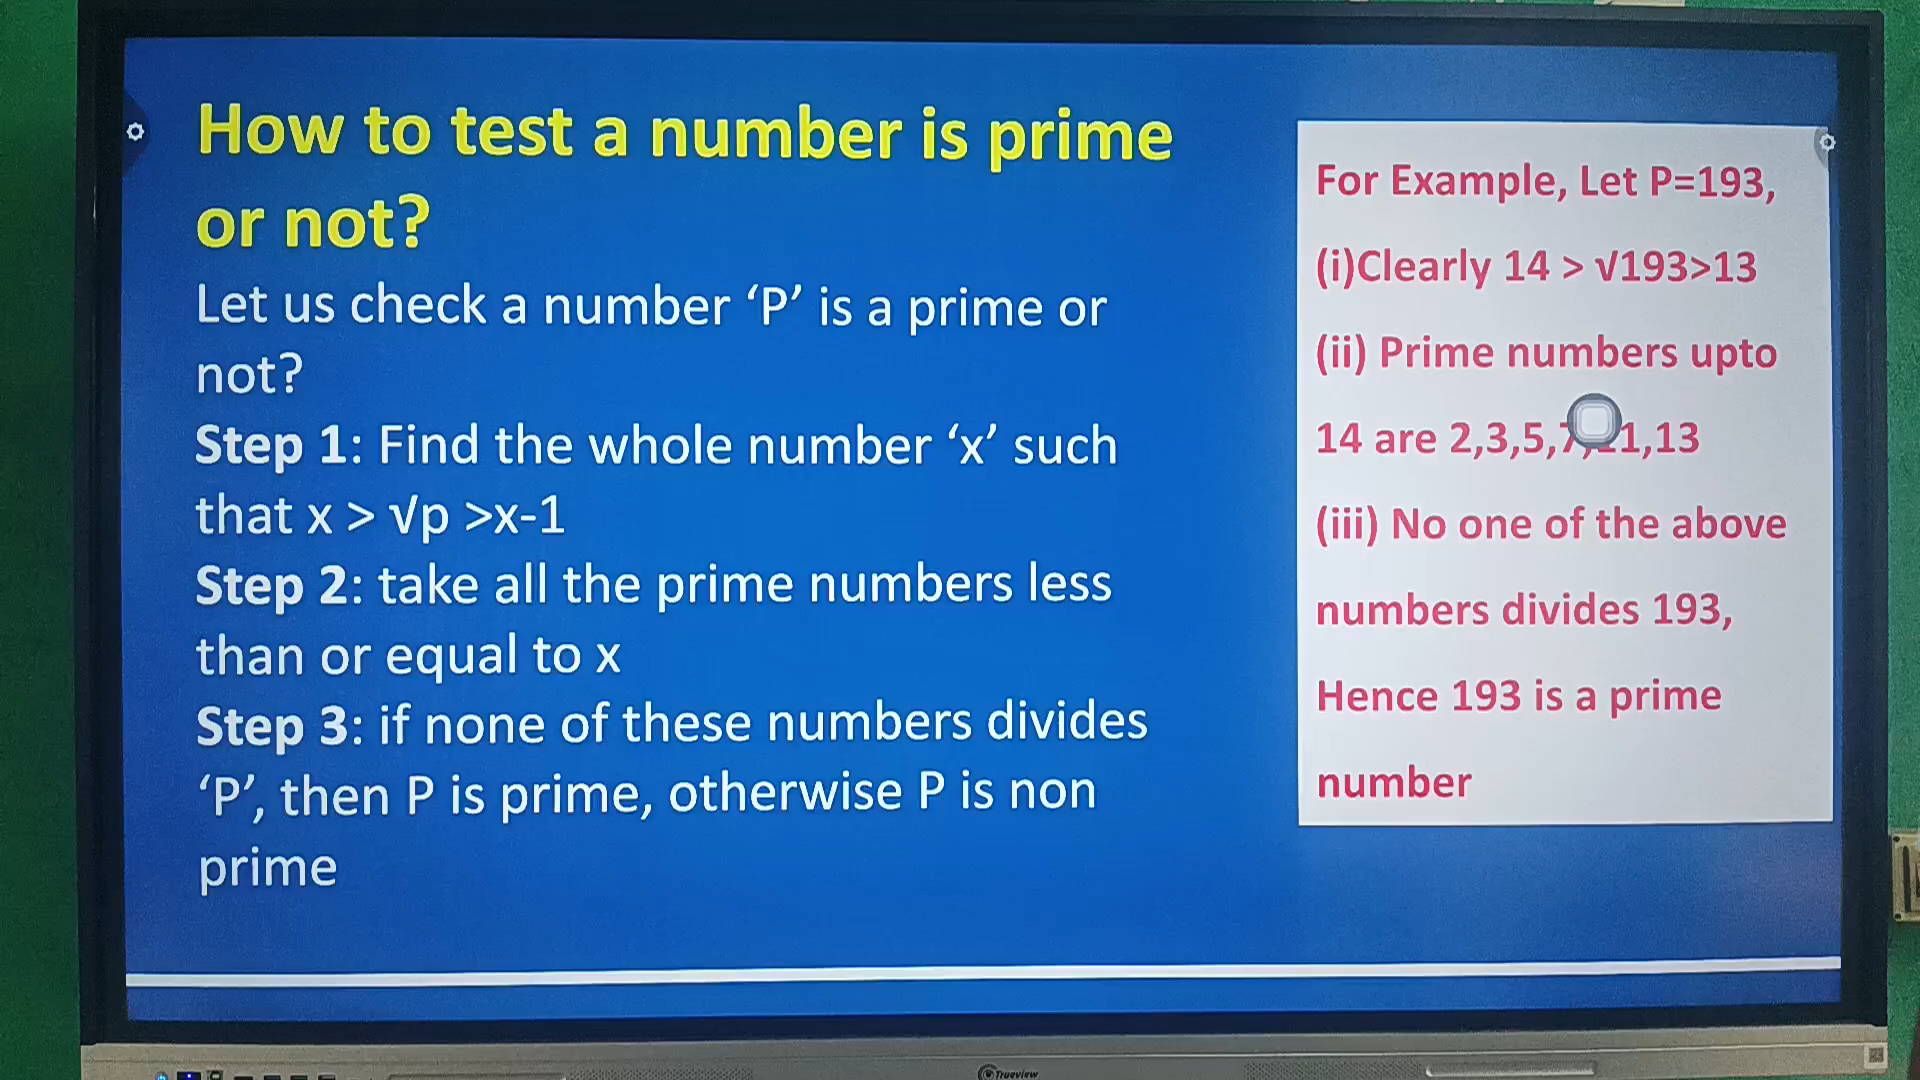 How to test a number is prime
or not?
Let us check a number ‘P’ is a prime or
not?
Step 1: Find the whole number ‘x’ such
that x > √p >x-1
Step 2: take all the prime numbers less
than or equal to x
Step 3: if none of these numbers divides
‘P’, then P is prime, otherwise P is non
prime
For Example, Let P=193,
(i)Clearly 14 > √193>13
(ii) Prime numbers upto
14 are 2,3,5,7,11,13
(iii) No one of the above
numbers divides 193,
Hence 193 is a prime
number
Trueview